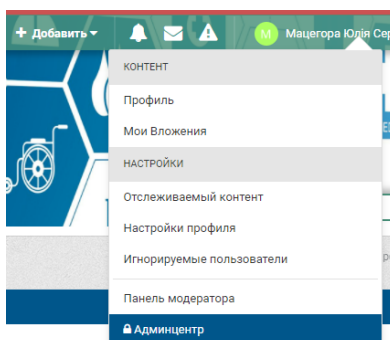 + Добавить
М Мацегора Юлія Сер
КОНТЕНТ
Профиль
Мои Вложения
НАСТРОЙКИ
Отслеживаемый контент
Настройки профиля
Игнорируемые пользователи
Панель модератора
Админцентр